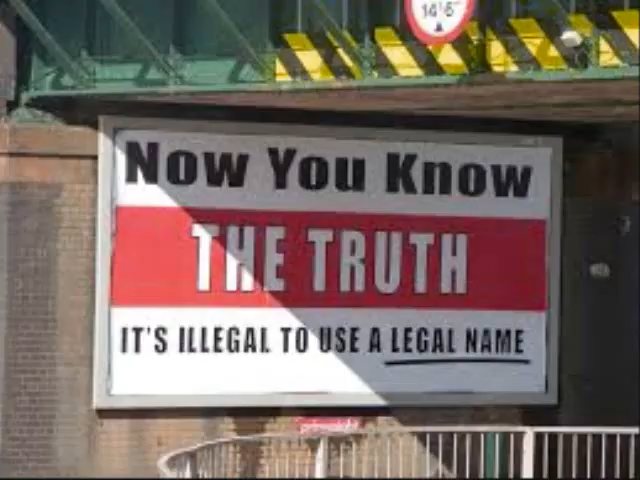 14'-6"
Now You Know
THE TRUTH
IT'S ILLEGAL TO USE A LEGAL NAME